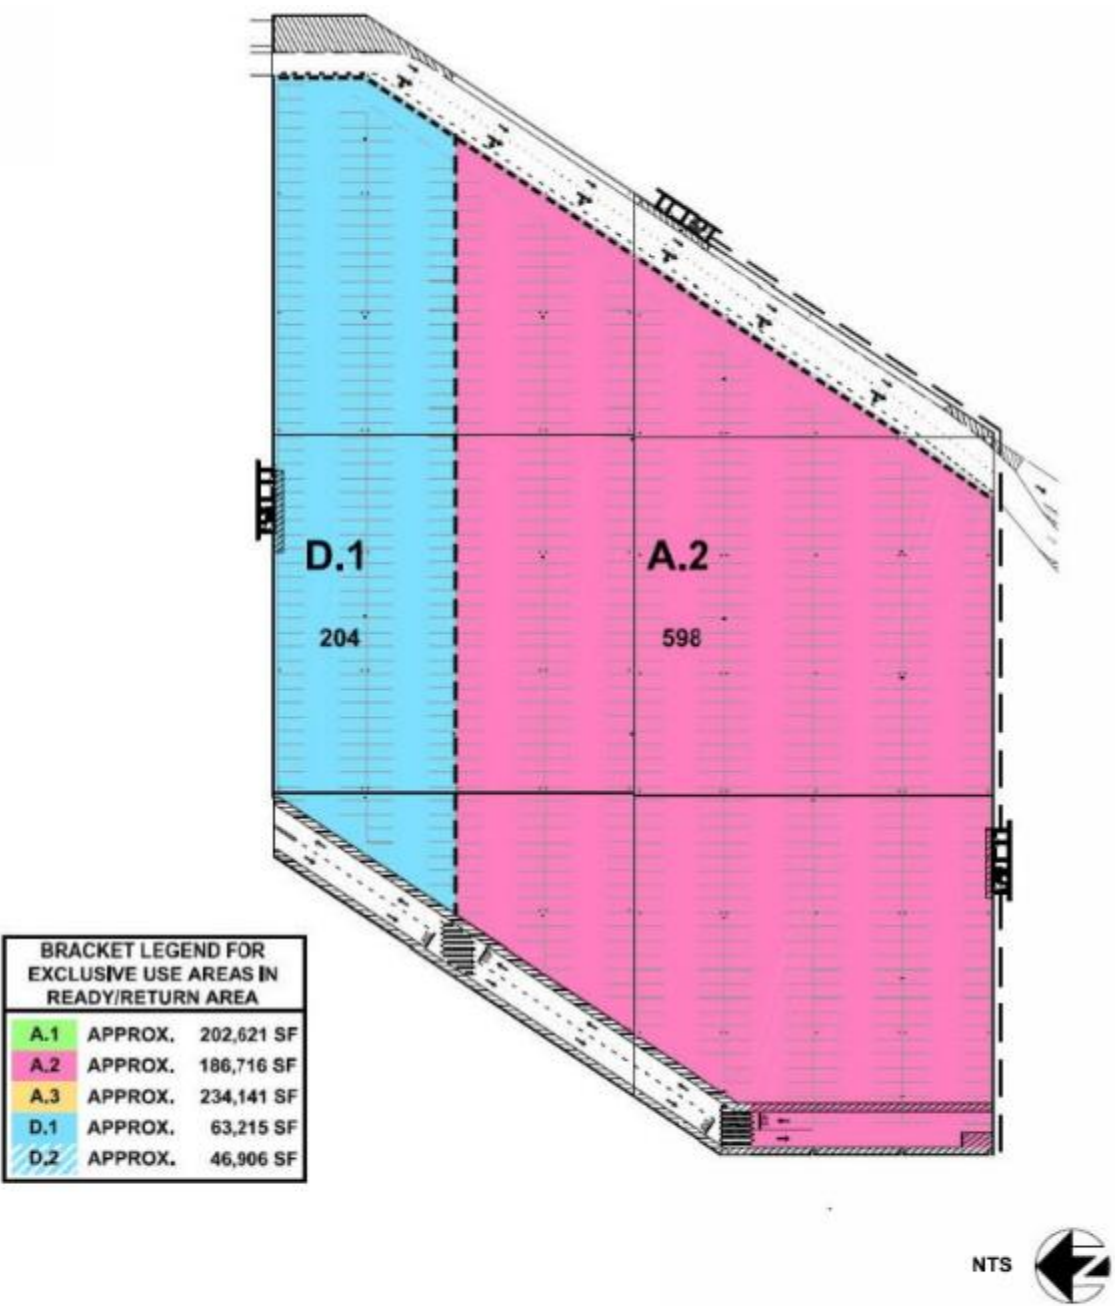 D.1
A.2
204
598
BRACKET LEGEND FOR
EXCLUSIVE USE AREAS IN
READY/RETURN AREA
A.1 APPROX. 202,621 SF
A.2 APPROX. 186,716 SF
A.3 APPROX. 234,141 SF
D.1 APPROX. 63,215 SF
D.2 APPROX. 46,906 SF
NTS
N